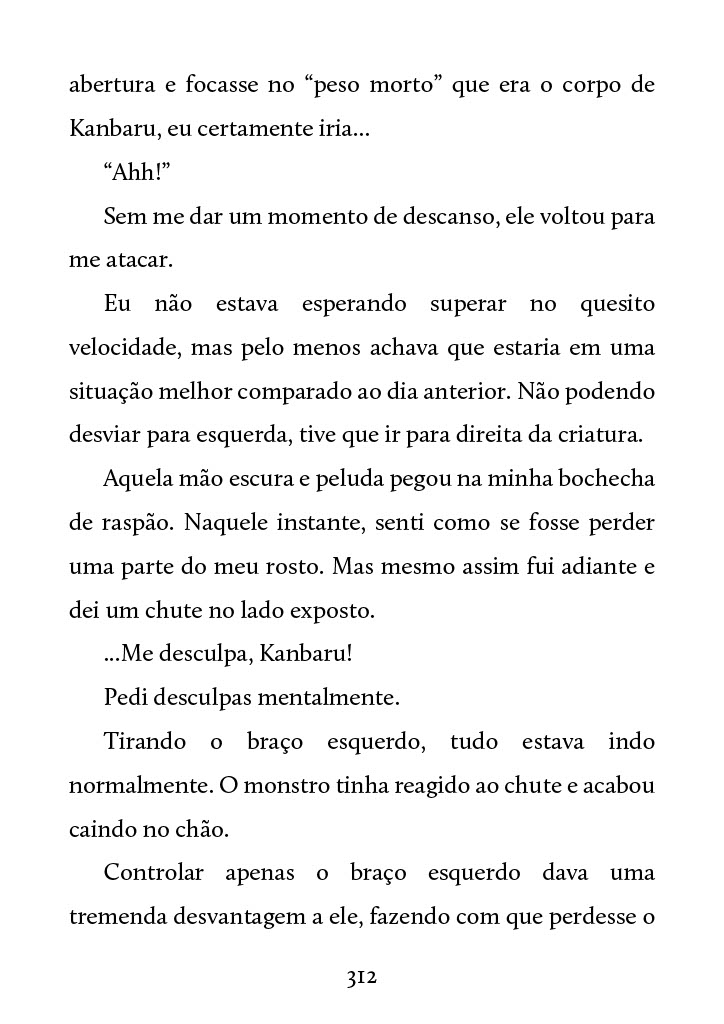 abertura e focasse no “peso morto” que era o corpo de
Kanbaru, eu certamente iria...
“Ahh!”
Sem me dar um momento de descanso, ele voltou para
me atacar.
Eu não estava esperando superar no quesito
velocidade, mas pelo menos achava que estaria em uma
situação melhor comparado ao dia anterior. Não podendo
desviar para esquerda, tive que ir para direita da criatura.
Aquela mão escura e peluda pegou na minha bochecha
de raspão. Naquele instante, senti como se fosse perder
uma parte do meu rosto. Mas mesmo assim fui adiante e
dei um chute no lado exposto.
...Me desculpa, Kanbaru!
Pedi desculpas mentalmente.
Tirando o braço esquerdo, tudo estava indo
normalmente. O monstro tinha reagido ao chute e acabou
caindo no chão.
Controlar apenas o braço esquerdo dava uma
tremenda desvantagem a ele, fazendo com que perdesse o
312